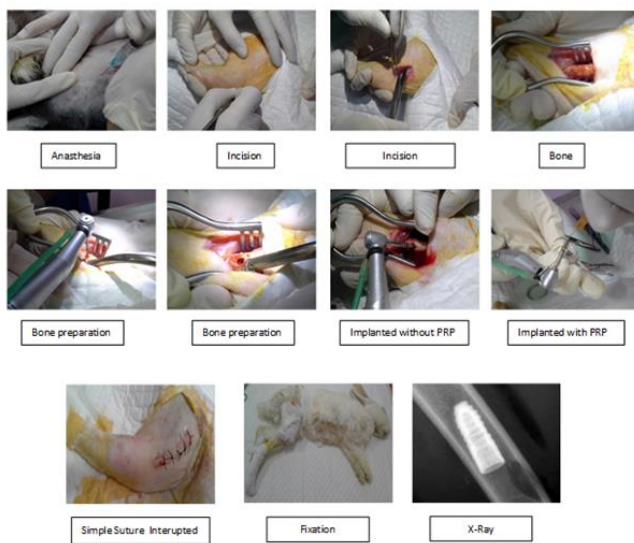 Anasthesia
Incision
Incision
Bone
Bone preparation
Bone preparation
Implanted without PRP
Implanted with PRP
Simple Suture Interupted
Fixation
X-Ray